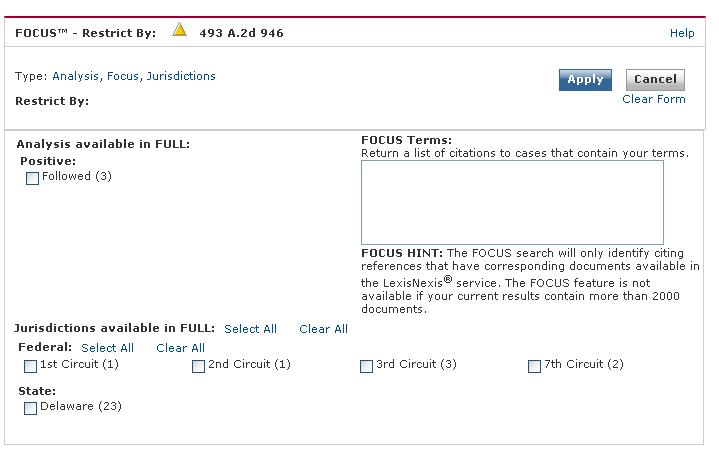 FOCUS™ - Restrict By: 493 A.2d 946 Help
Type: Analysis, Focus, Jurisdictions
Apply Cancel
Restrict By:
Clear Form
Analysis available in FULL:
Positive:
Followed (3)
FOCUS Terms:
Return a list of citations to cases that contain your terms.
FOCUS HINT: The FOCUS search will only identify citing
references that have corresponding documents available in
the LexisNexis® service. The FOCUS feature is not
available if your current results contain more than 2000
documents.
Jurisdictions available in FULL: Select All Clear All
Federal: Select All Clear All
1st Circuit (1) 2nd Circuit (1) 3rd Circuit (3) 7th Circuit (2)
State:
Delaware (23)